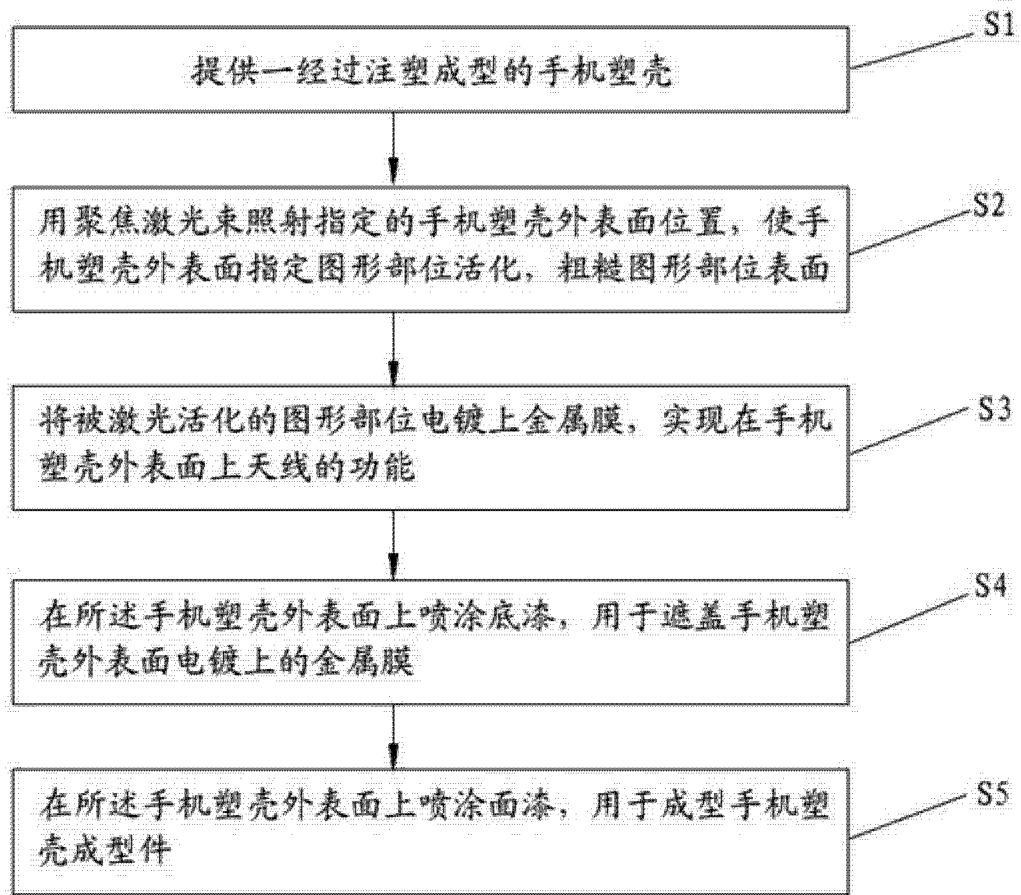 S1
提供一经过注塑成型的手机塑壳
S2
用聚焦激光束照射指定的手机塑壳外表面位置，使手
机塑壳外表面指定图形部位活化，粗糙图形部位表面
S3
将被激光活化的图形部位电镀上金属膜，实现在手机
塑壳外表面上天线的功能
S4
在所述手机塑壳外表面上喷涂底漆，用于遮盖手机塑
壳外表面电镀上的金属膜
S5
在所述手机塑壳外表面上喷涂面漆，用于成型手机塑
壳成型件